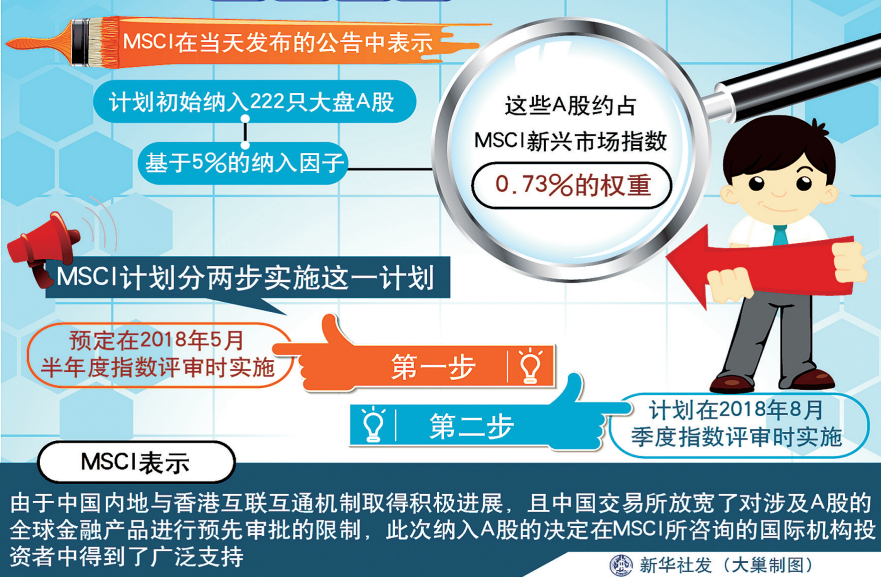 MSCI在当天发布的公告中表示
计划初始纳入222只大盘A股
基于5%的纳入因子
这些A股约占
MSCI新兴市场指数
0.73%的权重
MSCI计划分两步实施这一计划
预定在2018年5月
半年度指数评审时实施
第一步
第二步
计划在2018年8月
季度指数评审时实施
MSCI表示
由于中国内地与香港互联互通机制取得积极进展，且中国交易所放宽了对涉及A股的
全球金融产品进行预先审批的限制，此次纳入A股的决定在MSCI所咨询的国际机构投
资者中得到了广泛支持
新华社发（大巢制图）